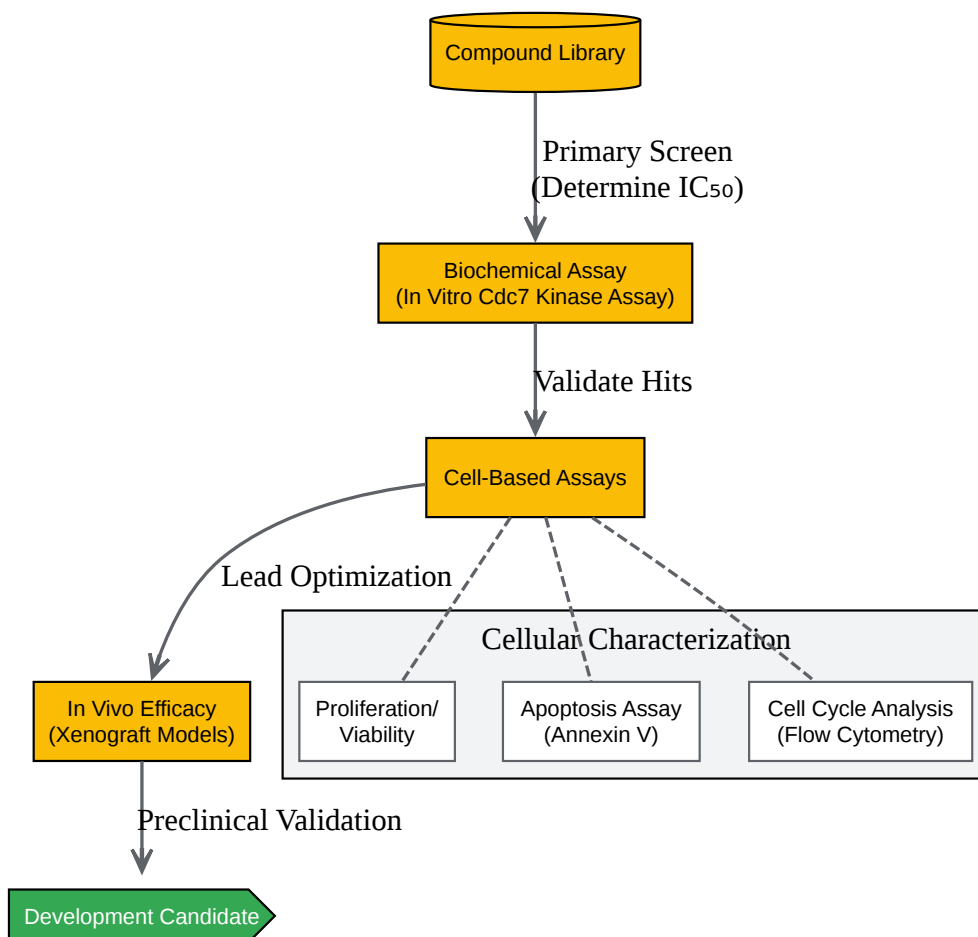 Compound Library
Primary Screen
(Determine IC₅₀)
Biochemical Assay
(In Vitro Cdc7 Kinase Assay)
Validate Hits
Cell-Based Assays
Lead Optimization
Cellular Characterization
In Vivo Efficacy
(Xenograft Models)
Proliferation/
Viability
Apoptosis Assay
(Annexin V)
Cell Cycle Analysis
(Flow Cytometry)
Preclinical Validation
Development Candidate